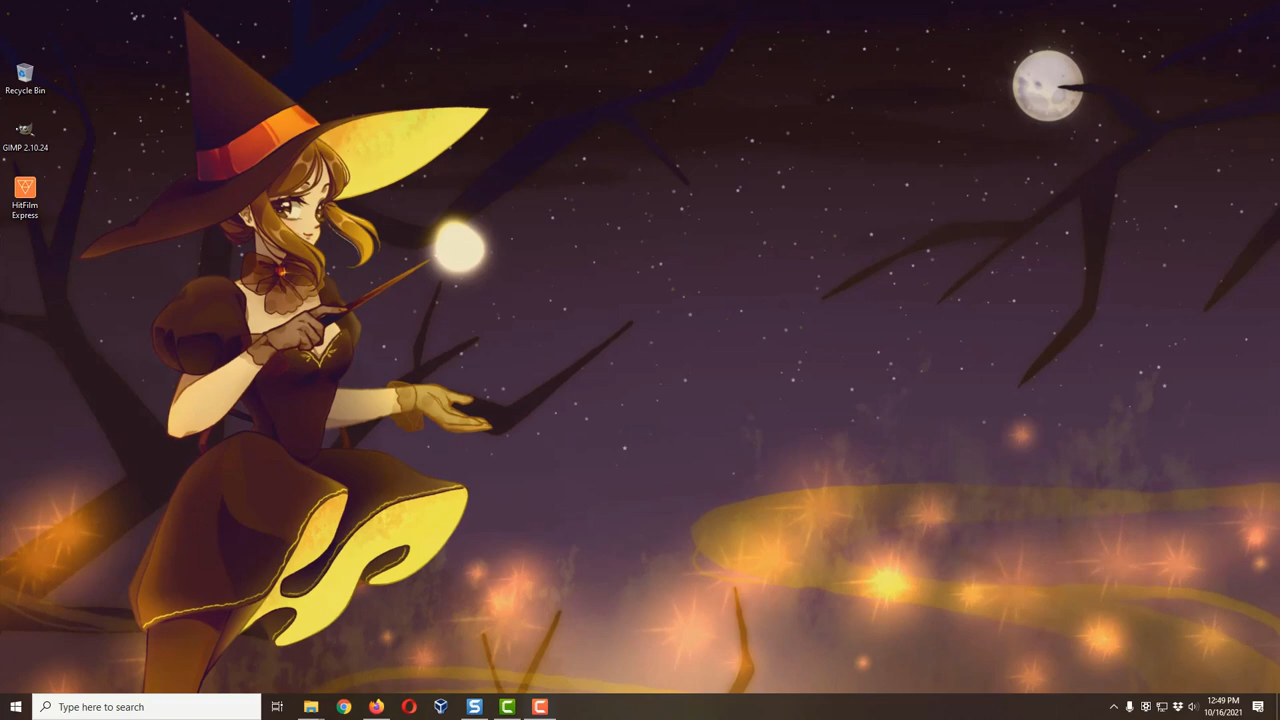 Recycle Bin
GIMP 2.10.24
HitFilm
Express
Type here to search
12:49 PM
10/16/2021